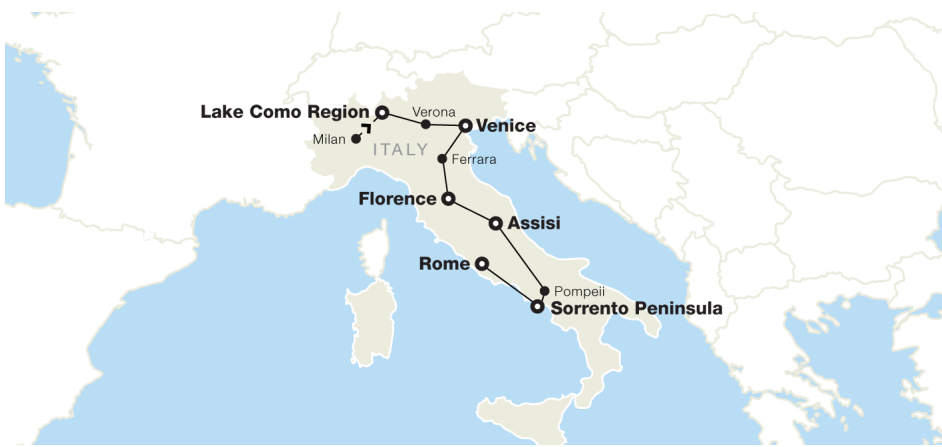 Lake Como Region
Verona
Venice
Milan
ITALY
Ferrara
Florence
Assisi
Rome
Pompeii
Sorrento Peninsula